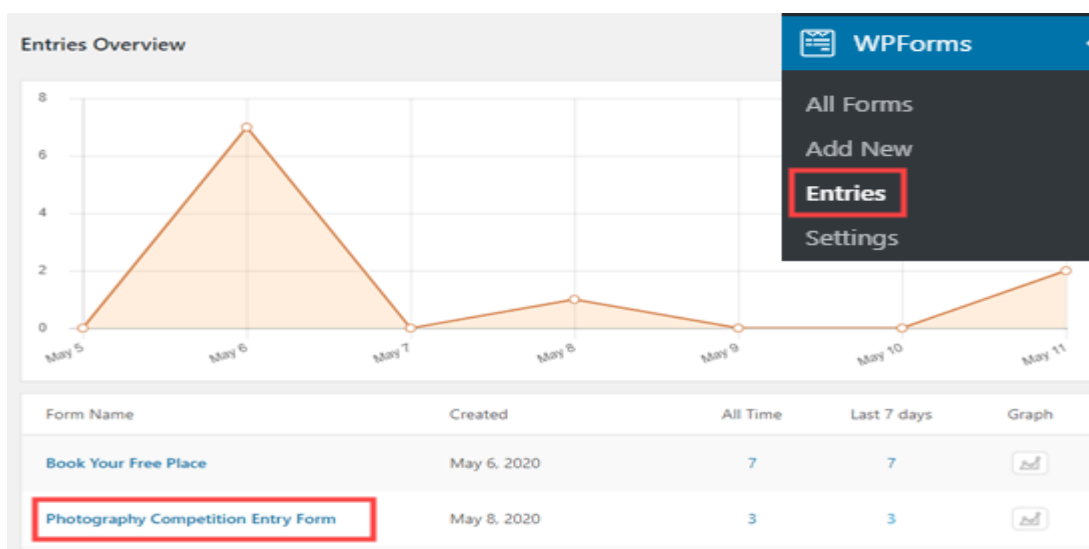 Entries Overview
WPForms
All Forms
Add New
Entries
Settings
8
6
4
2
0
May 5 May 6 May 7 May 8 May 9 May 10 May 11
Form Name Created All Time Last 7 days Graph
Book Your Free Place May 6, 2020 7 7
Photography Competition Entry Form May 8, 2020 3 3